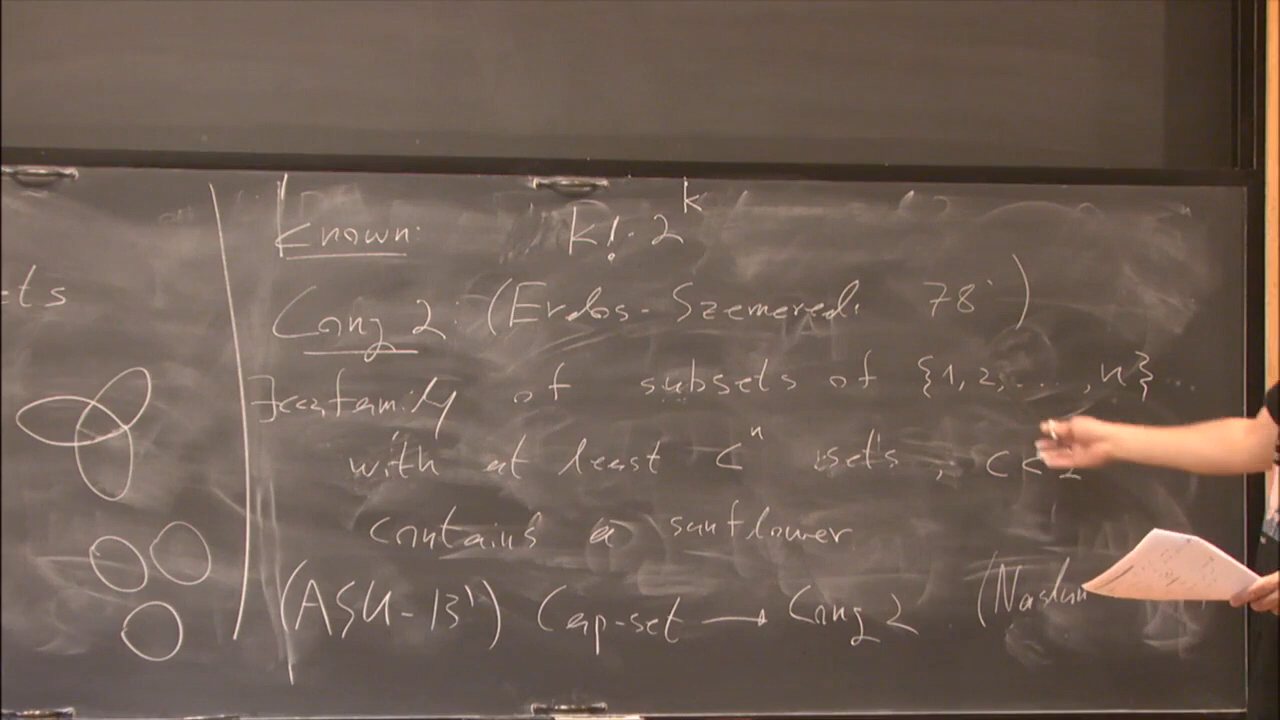 ets
Known: k!·2^k
Conj 2: (Erdos-Szemeredi 78')
family of subsets of {1,2,...,n}...
with at least c^n sets, c<2
contains a sunflower
(ASU-13') Cap-set → Conj 2 (Naslun